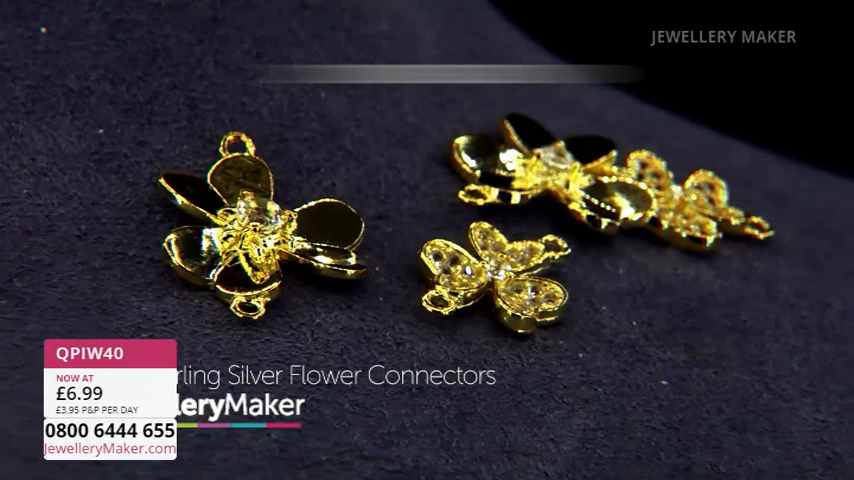 JEWELLERY MAKER
QPIW40
NOW AT
£6.99
£3.95 P&P PER DAY
0800 6444 655
JewelleryMaker.com
rling Silver Flower Connectors
leryMaker